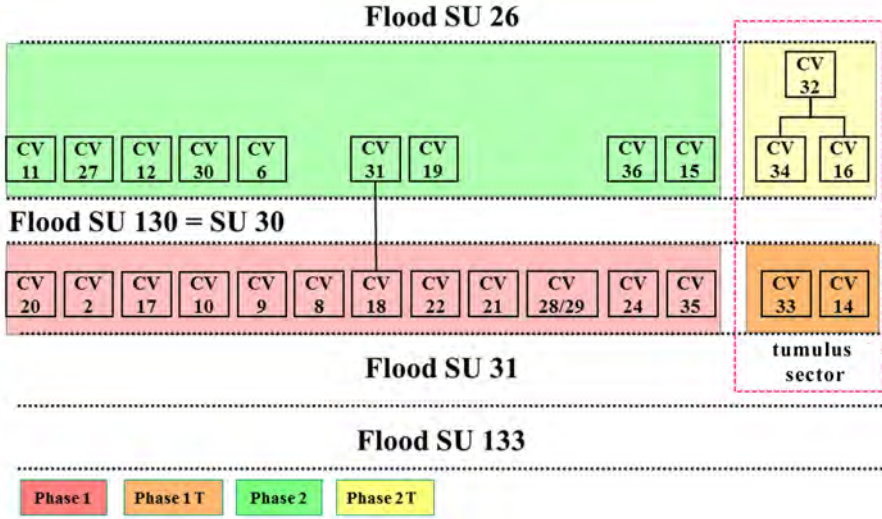 Flood SU 26
CV
32
CV
11
CV
27
CV
12
CV
30
CV
6
CV
31
CV
19
CV
36
CV
15
CV
34
CV
16
Flood SU 130 = SU 30
CV
20
CV
2
CV
17
CV
10
CV
9
CV
8
CV
18
CV
22
CV
21
CV
28/29
CV
24
CV
35
CV
33
CV
14
tumulus
sector
Flood SU 31
Flood SU 133
Phase 1
Phase 1 T
Phase 2
Phase 2 T